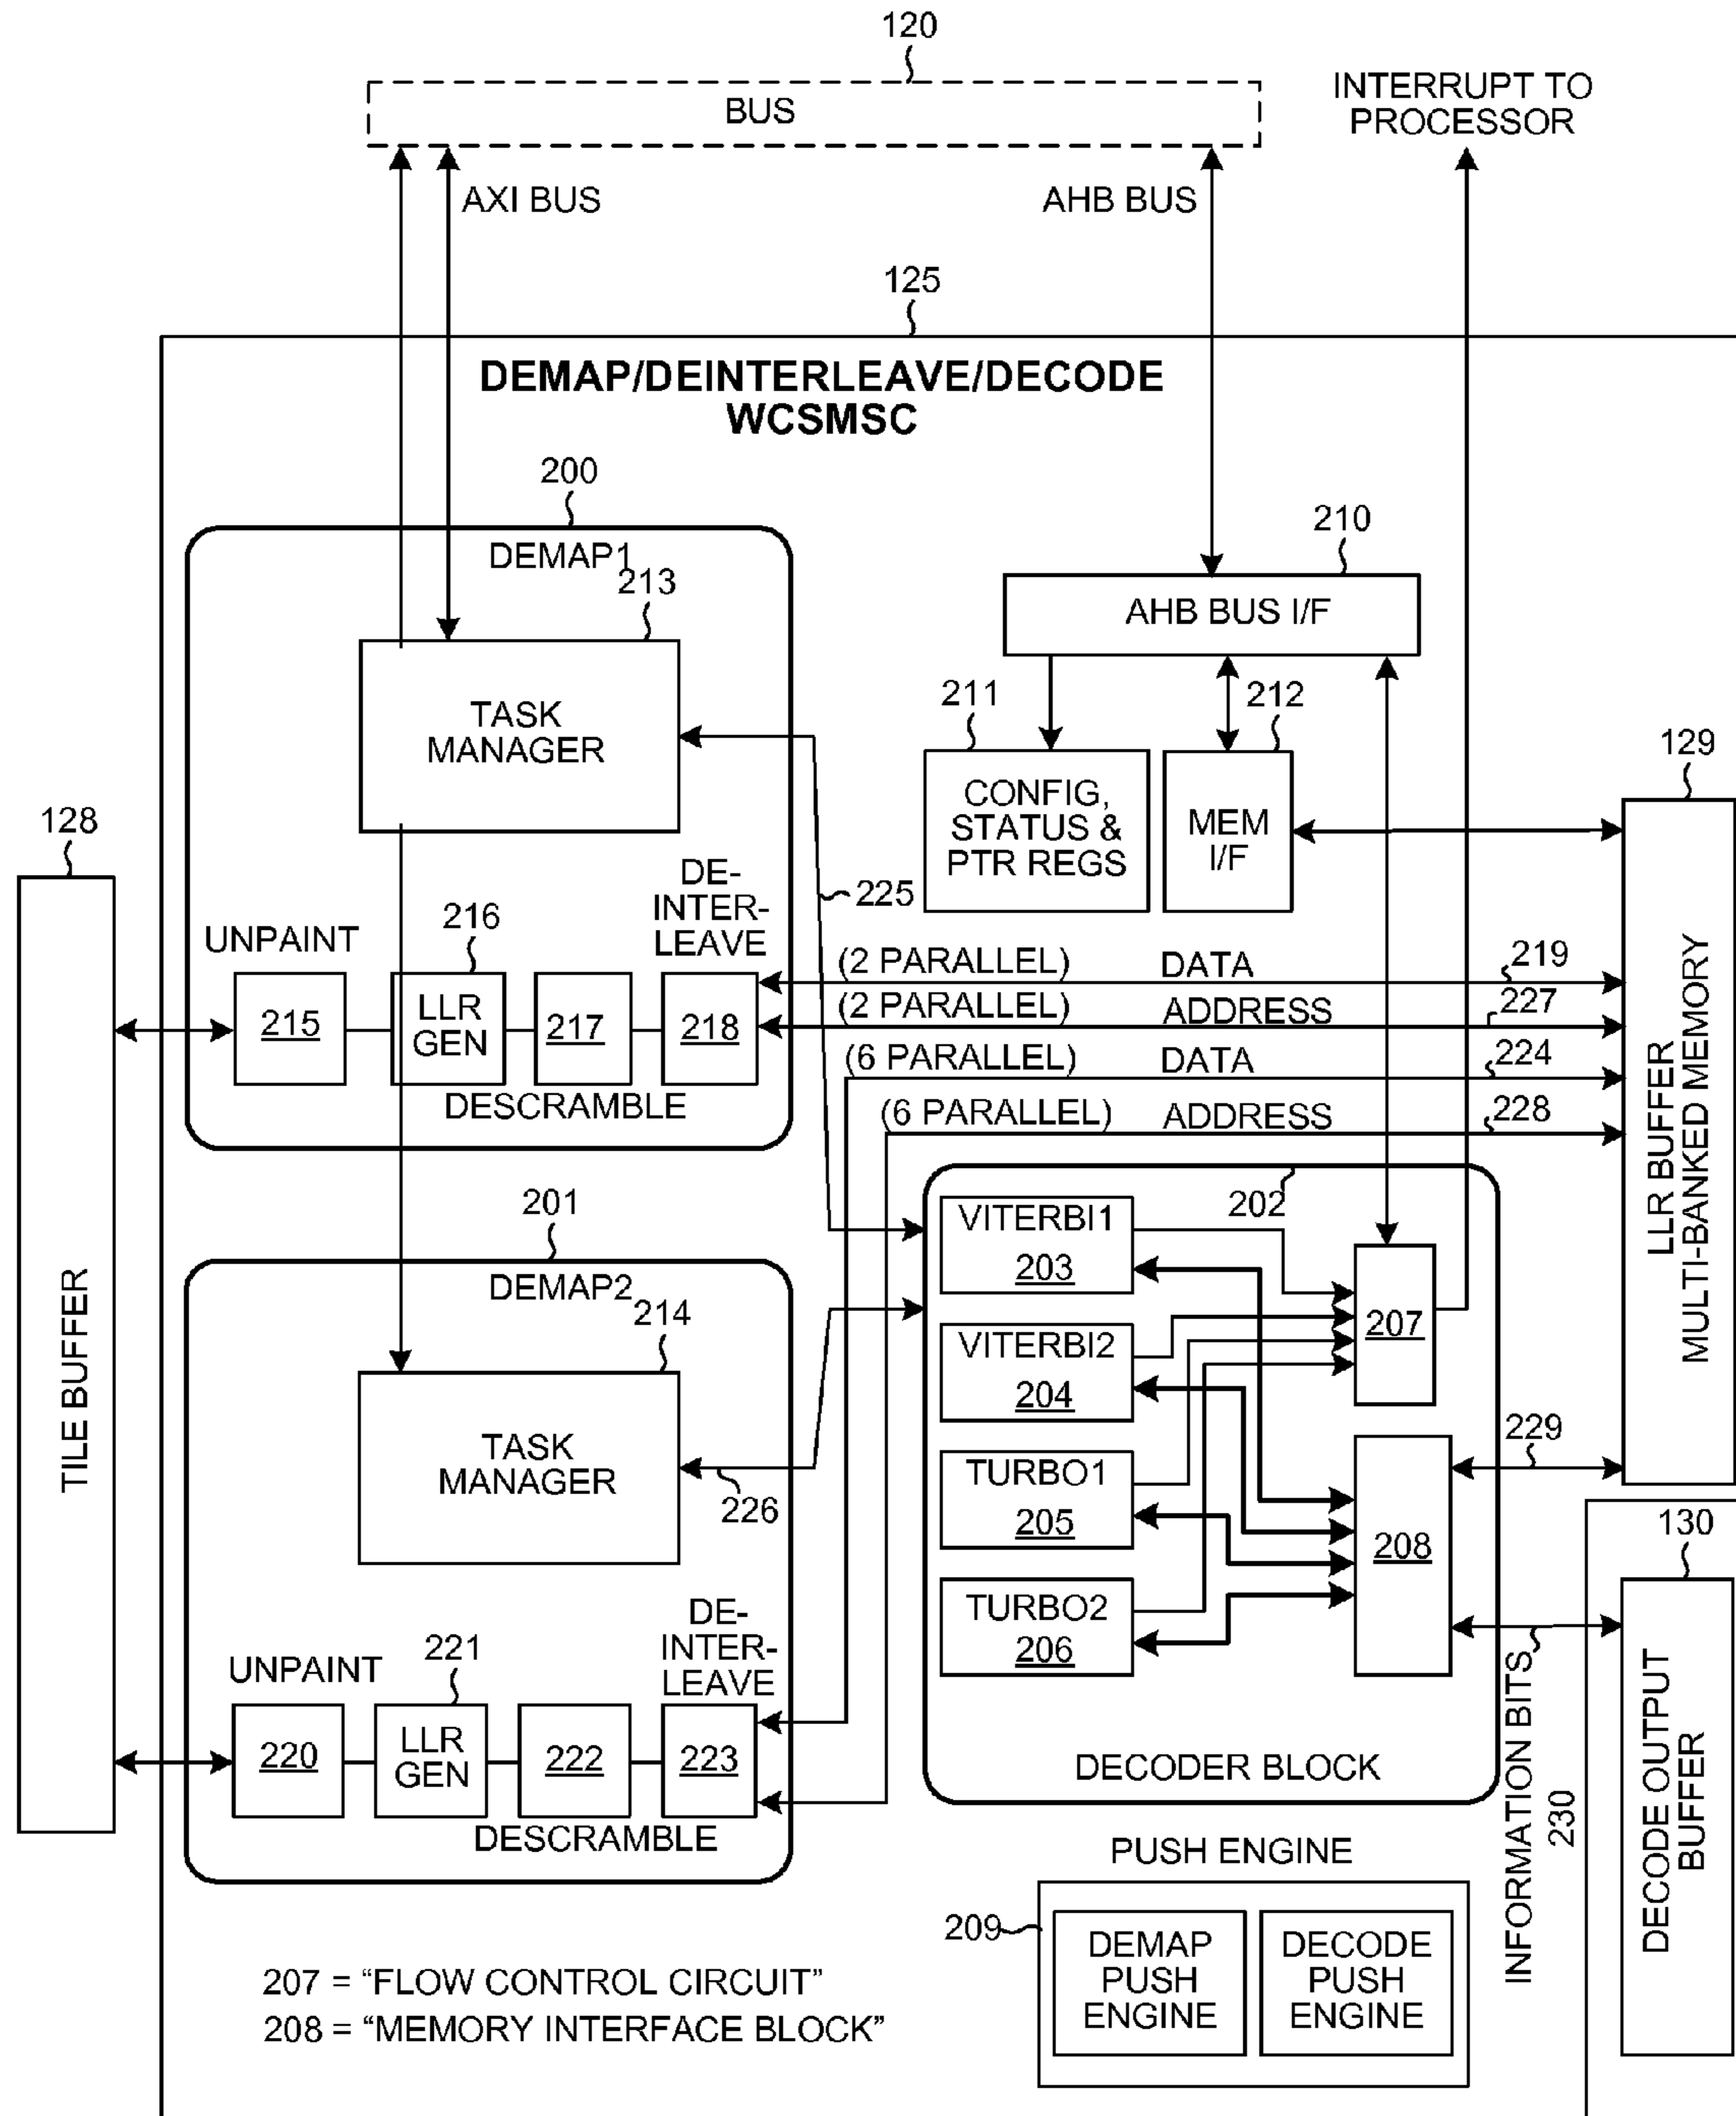 120
BUS
INTERRUPT TO
PROCESSOR
AXI BUS
AHB BUS
125
DEMAP/DEINTERLEAVE/DECODE
WCSMSC
200
DEMAP1
213
TASK
MANAGER
210
AHB BUS I/F
211
CONFIG,
STATUS &
PTR REGS
212
MEM
I/F
129
LLR BUFFER
MULTI-BANKED MEMORY
128
TILE BUFFER
225
UNPAINT
215
216
LLR
GEN
217
DESCRAMBLE
DE-
INTER-
LEAVE
218
(2 PARALLEL) DATA 219
(2 PARALLEL) ADDRESS 227
(6 PARALLEL) DATA 224
(6 PARALLEL) ADDRESS 228
201
DEMAP2
214
TASK
MANAGER
226
UNPAINT
220
221
LLR
GEN
222
DESCRAMBLE
DE-
INTER-
LEAVE
223
202
VITERBI1
203
VITERBI2
204
TURBO1
205
TURBO2
206
207
208
DECODER BLOCK
229
130
DECODE OUTPUT
BUFFER
INFORMATION BITS
230
PUSH ENGINE
209
DEMAP
PUSH
ENGINE
DECODE
PUSH
ENGINE
207 = “FLOW CONTROL CIRCUIT”
208 = “MEMORY INTERFACE BLOCK”